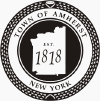 TOWN OF AMHERST
EST.
1818
NEW YORK